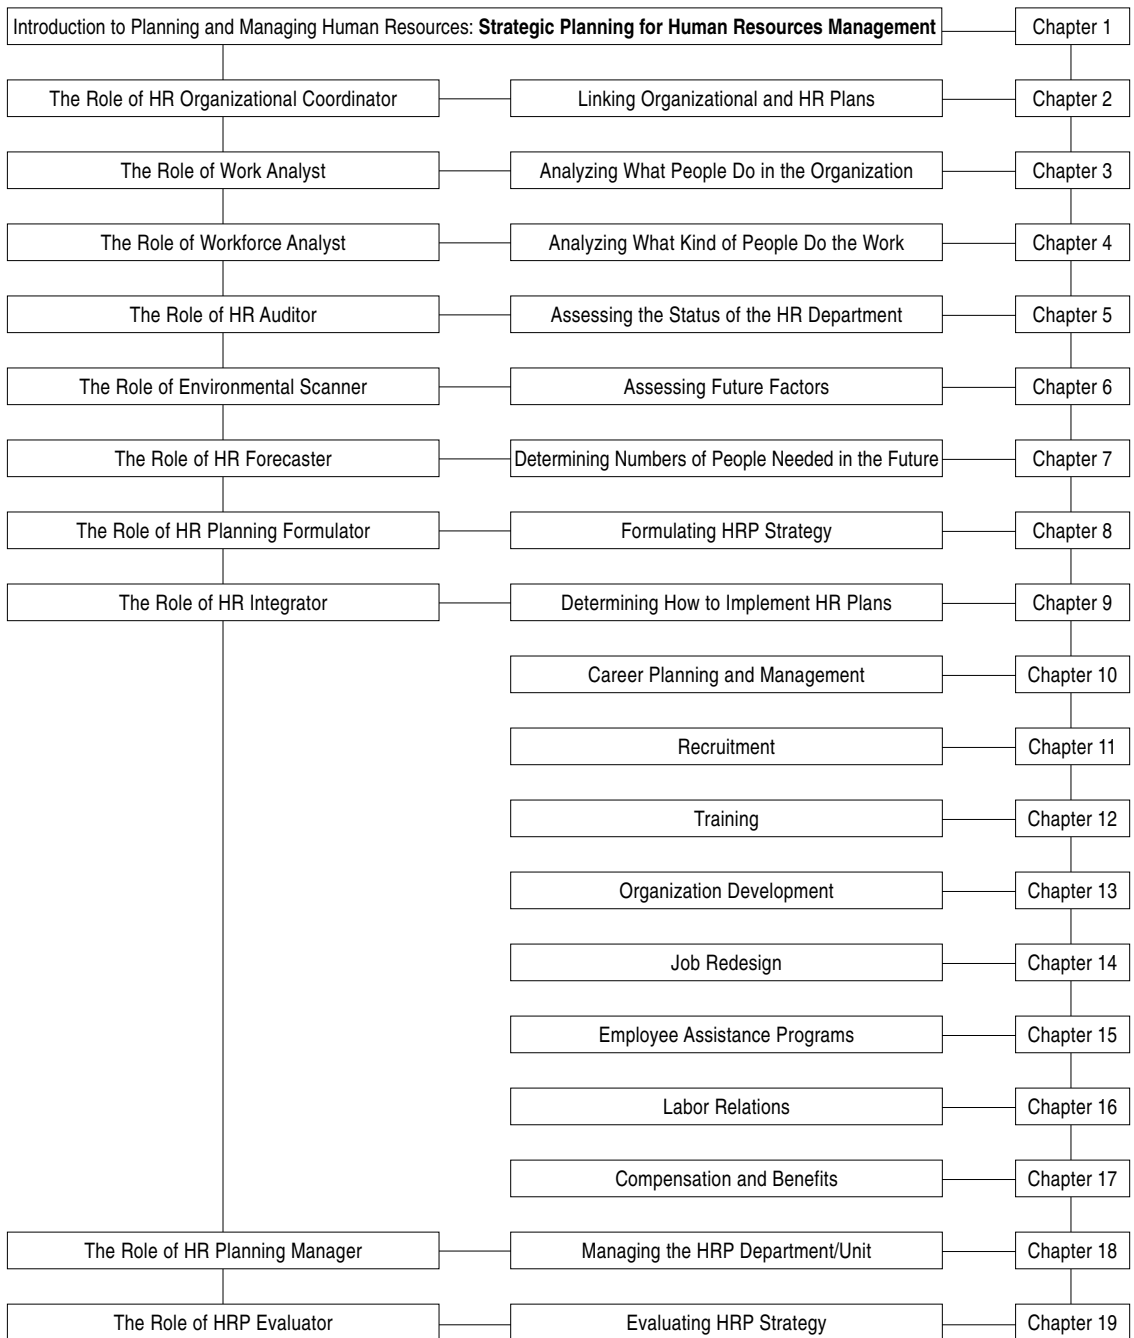 Introduction to Planning and Managing Human Resources: Strategic Planning for Human Resources Management Chapter 1
The Role of HR Organizational Coordinator Linking Organizational and HR Plans Chapter 2
The Role of Work Analyst Analyzing What People Do in the Organization Chapter 3
The Role of Workforce Analyst Analyzing What Kind of People Do the Work Chapter 4
The Role of HR Auditor Assessing the Status of the HR Department Chapter 5
The Role of Environmental Scanner Assessing Future Factors Chapter 6
The Role of HR Forecaster Determining Numbers of People Needed in the Future Chapter 7
The Role of HR Planning Formulator Formulating HRP Strategy Chapter 8
The Role of HR Integrator Determining How to Implement HR Plans Chapter 9
Career Planning and Management Chapter 10
Recruitment Chapter 11
Training Chapter 12
Organization Development Chapter 13
Job Redesign Chapter 14
Employee Assistance Programs Chapter 15
Labor Relations Chapter 16
Compensation and Benefits Chapter 17
The Role of HR Planning Manager Managing the HRP Department/Unit Chapter 18
The Role of HRP Evaluator Evaluating HRP Strategy Chapter 19